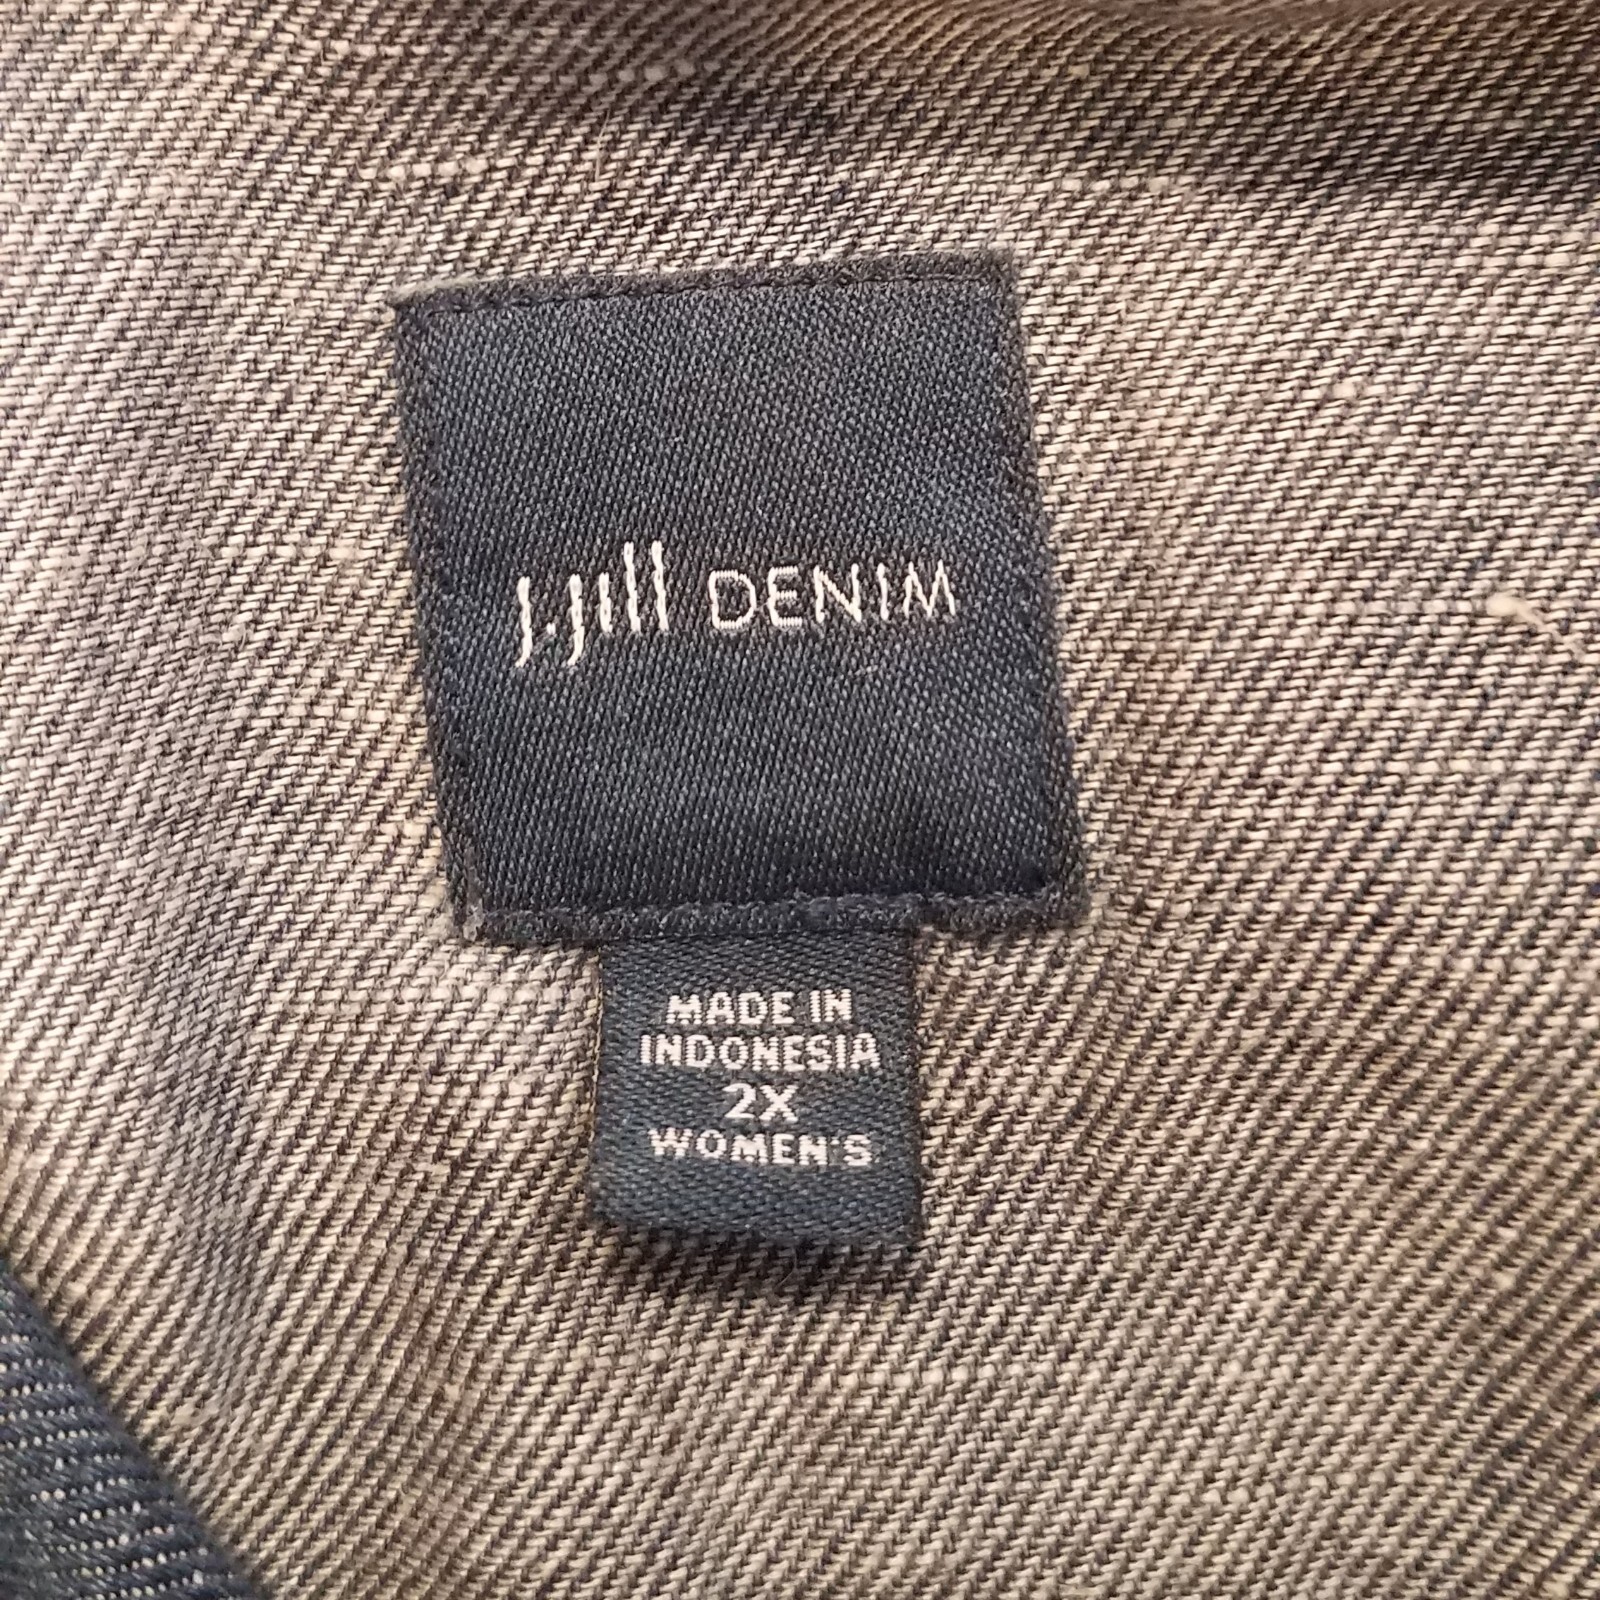 J.Jill DENIM
MADE IN
INDONESIA
2X
WOMEN'S